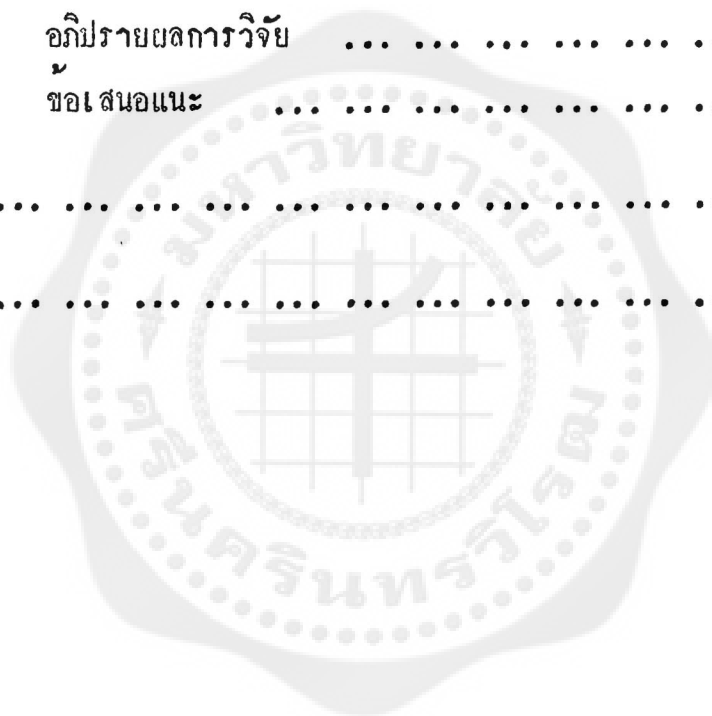 อภิปรายผลการวิจัย ... ... ... ... ... .
ข้อเสนอแนะ ... ... ... ... ... ... .
... ... ... ... ... ... ... ... ... ... .
... ... ... ... ... ... ... ... ... ... .
มหาวิทยาลัย
ศรีนครินทรวิโรฒ